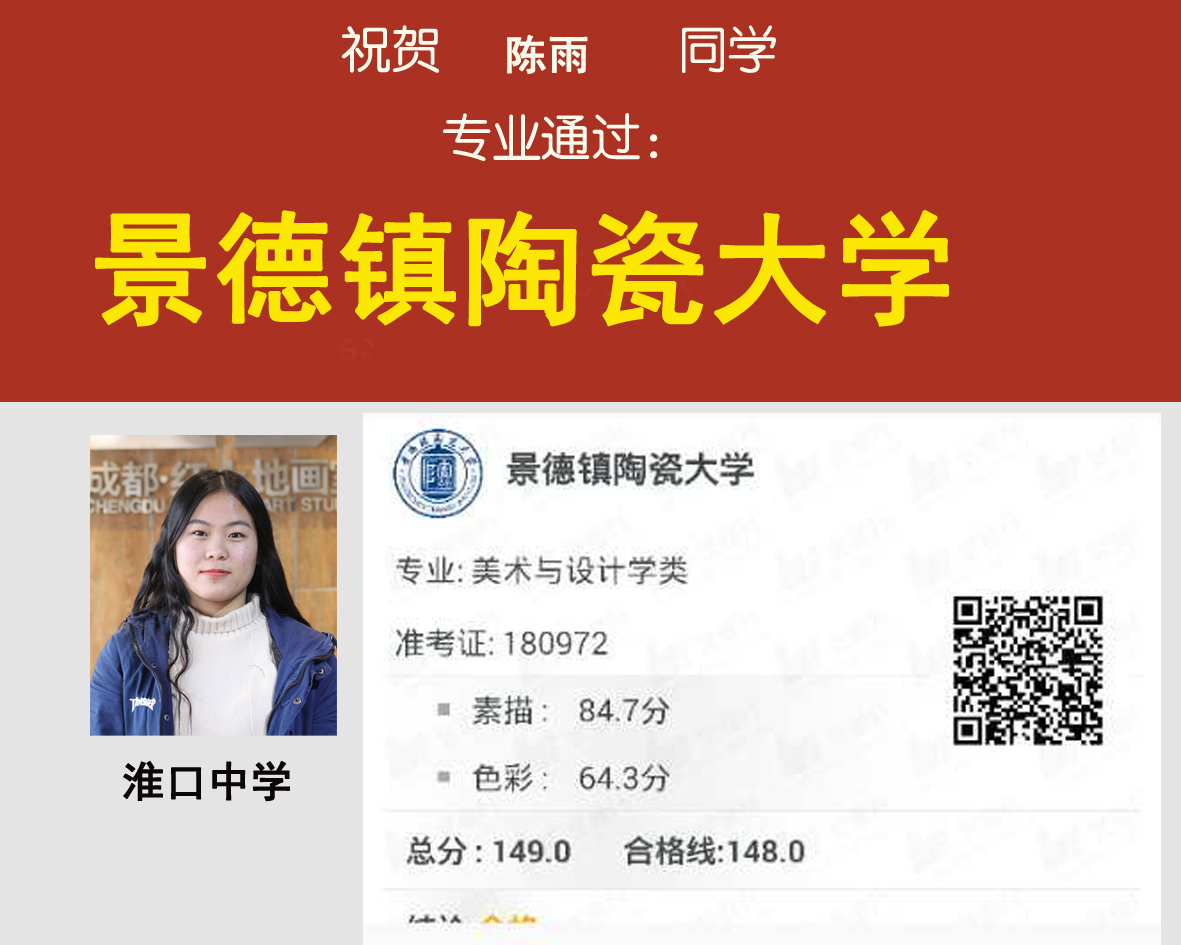 祝贺 陈雨 同学
专业通过：
景德镇陶瓷大学
成都·红 地画室
CHENGDU ART STU
淮口中学
景德镇陶瓷大学
专业: 美术与设计学类
准考证: 180972
素描： 84.7分
色彩： 64.3分
总分 : 149.0 合格线:148.0